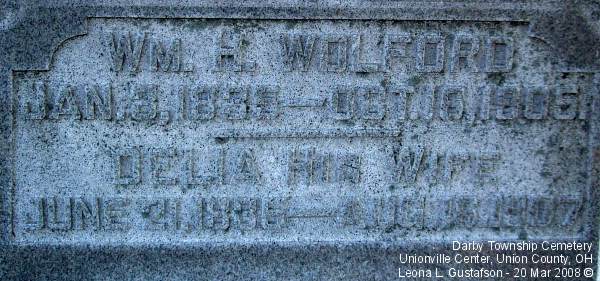 WM. H. WOLFORD
JAN. 3, — OCT. 16,
DELIA HIS WIFE
JUNE 21, — AUG. 1907
Darby Township Cemetery
Unionville Center, Union County, OH
Leona L. Gustafson - 20 Mar 2008 ©